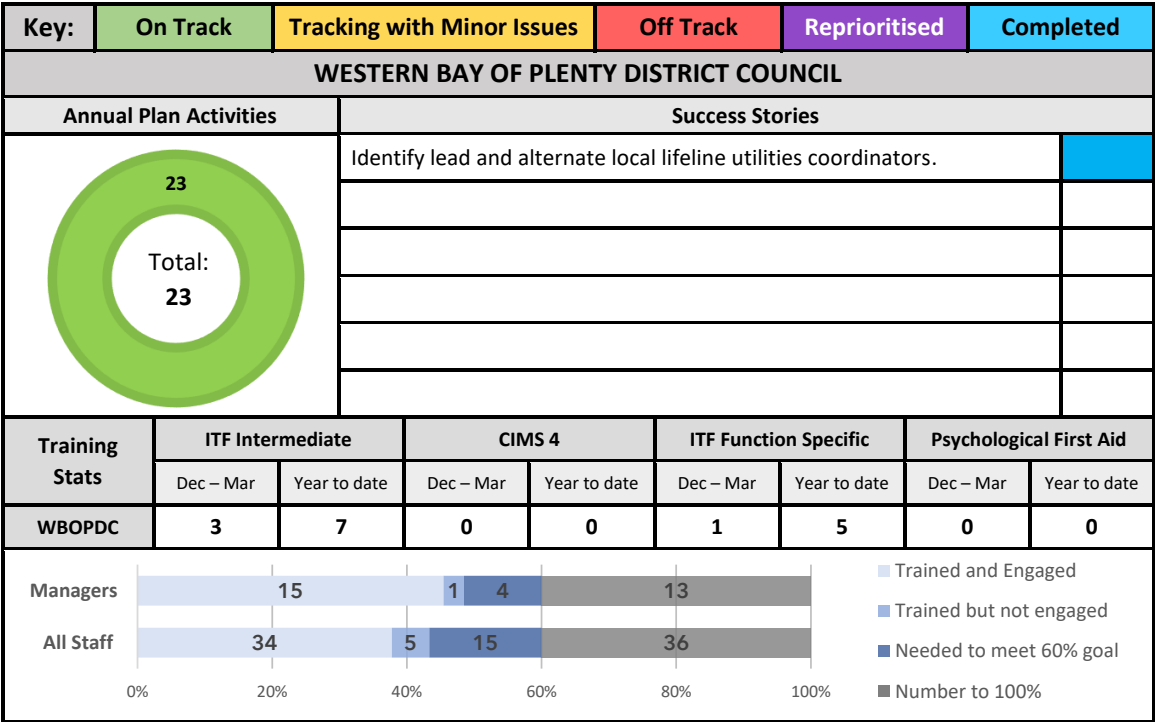 Key: On Track Tracking with Minor Issues Off Track Reprioritised Completed
WESTERN BAY OF PLENTY DISTRICT COUNCIL
Annual Plan Activities Success Stories
Identify lead and alternate local lifeline utilities coordinators.
23
Total:
23
Training Stats ITF Intermediate CIMS 4 ITF Function Specific Psychological First Aid
Dec – Mar Year to date Dec – Mar Year to date Dec – Mar Year to date Dec – Mar Year to date
WBOPDC 3 7 0 0 1 5 0 0
Managers 15 1 4 13
All Staff 34 5 15 36
0% 20% 40% 60% 80% 100%
Trained and Engaged
Trained but not engaged
Needed to meet 60% goal
Number to 100%